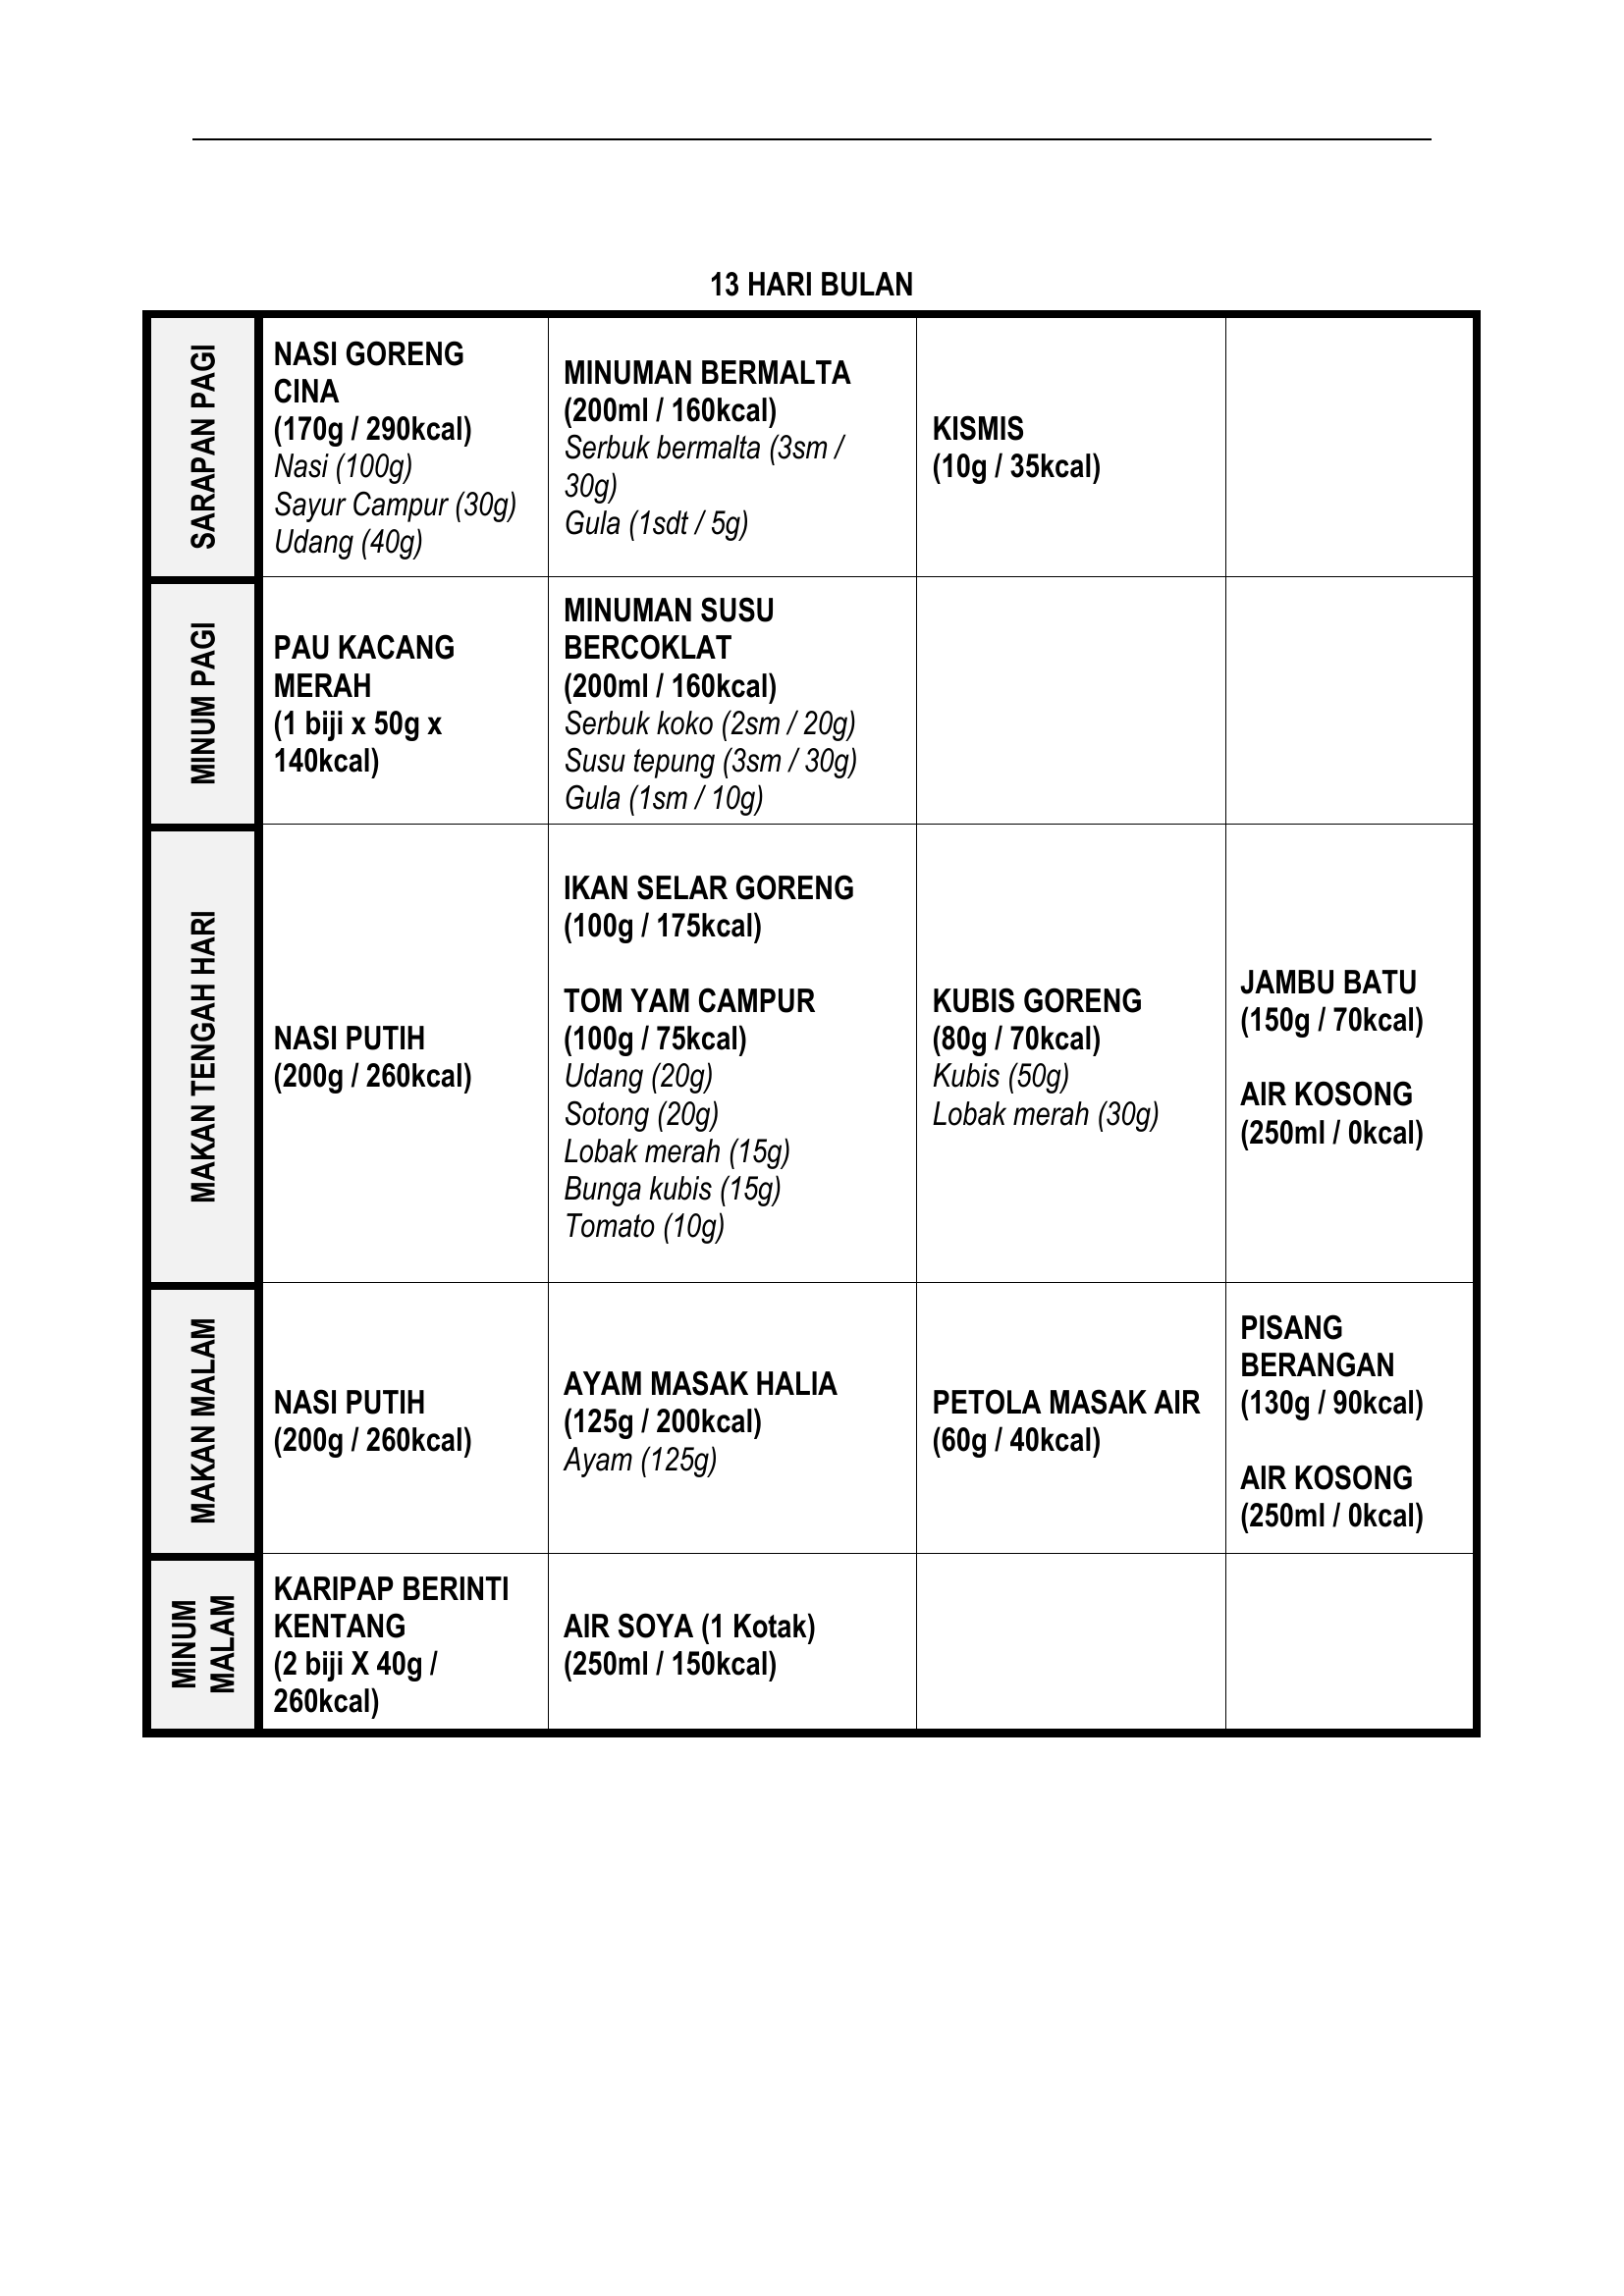 13 HARI BULAN
SARAPAN PAGI
NASI GORENG
CINA
(170g / 290kcal)
Nasi (100g)
Sayur Campur (30g)
Udang (40g)
MINUMAN BERMALTA
(200ml / 160kcal)
Serbuk bermalta (3sm /
30g)
Gula (1sdt / 5g)
KISMIS
(10g / 35kcal)
MINUM PAGI
PAU KACANG
MERAH
(1 biji x 50g x
140kcal)
MINUMAN SUSU
BERCOKLAT
(200ml / 160kcal)
Serbuk koko (2sm / 20g)
Susu tepung (3sm / 30g)
Gula (1sm / 10g)
MAKAN TENGAH HARI
NASI PUTIH
(200g / 260kcal)
IKAN SELAR GORENG
(100g / 175kcal)
TOM YAM CAMPUR
(100g / 75kcal)
Udang (20g)
Sotong (20g)
Lobak merah (15g)
Bunga kubis (15g)
Tomato (10g)
KUBIS GORENG
(80g / 70kcal)
Kubis (50g)
Lobak merah (30g)
JAMBU BATU
(150g / 70kcal)
AIR KOSONG
(250ml / 0kcal)
MAKAN MALAM
NASI PUTIH
(200g / 260kcal)
AYAM MASAK HALIA
(125g / 200kcal)
Ayam (125g)
PETOLA MASAK AIR
(60g / 40kcal)
PISANG
BERANGAN
(130g / 90kcal)
AIR KOSONG
(250ml / 0kcal)
MINUM
MALAM
KARIPAP BERINTI
KENTANG
(2 biji X 40g /
260kcal)
AIR SOYA (1 Kotak)
(250ml / 150kcal)